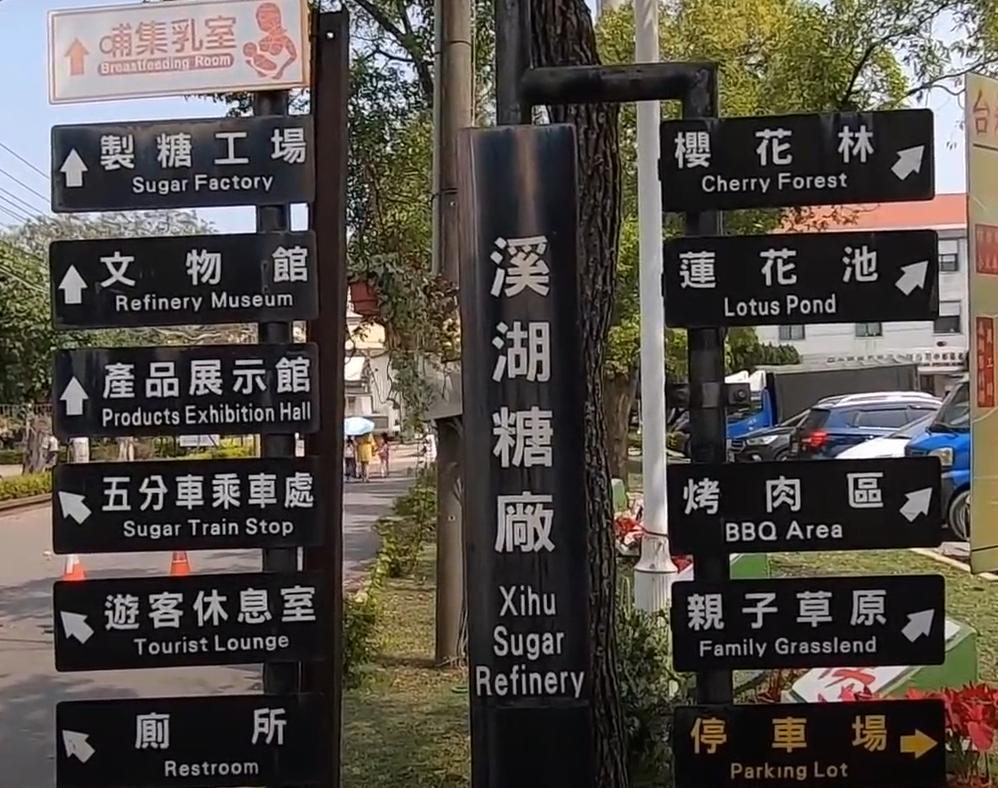 哺集乳室
Breastfeeding Room
製糖工場
Sugar Factory
文物館
Refinery Museum
產品展示館
Products Exhibition Hall
五分車乘車處
Sugar Train Stop
遊客休息室
Tourist Lounge
廁所
Restroom
溪湖糖廠
Xihu
Sugar
Refinery
櫻花林
Cherry Forest
蓮花池
Lotus Pond
烤肉區
BBQ Area
親子草原
Family Grasslend
停車場
Parking Lot
台